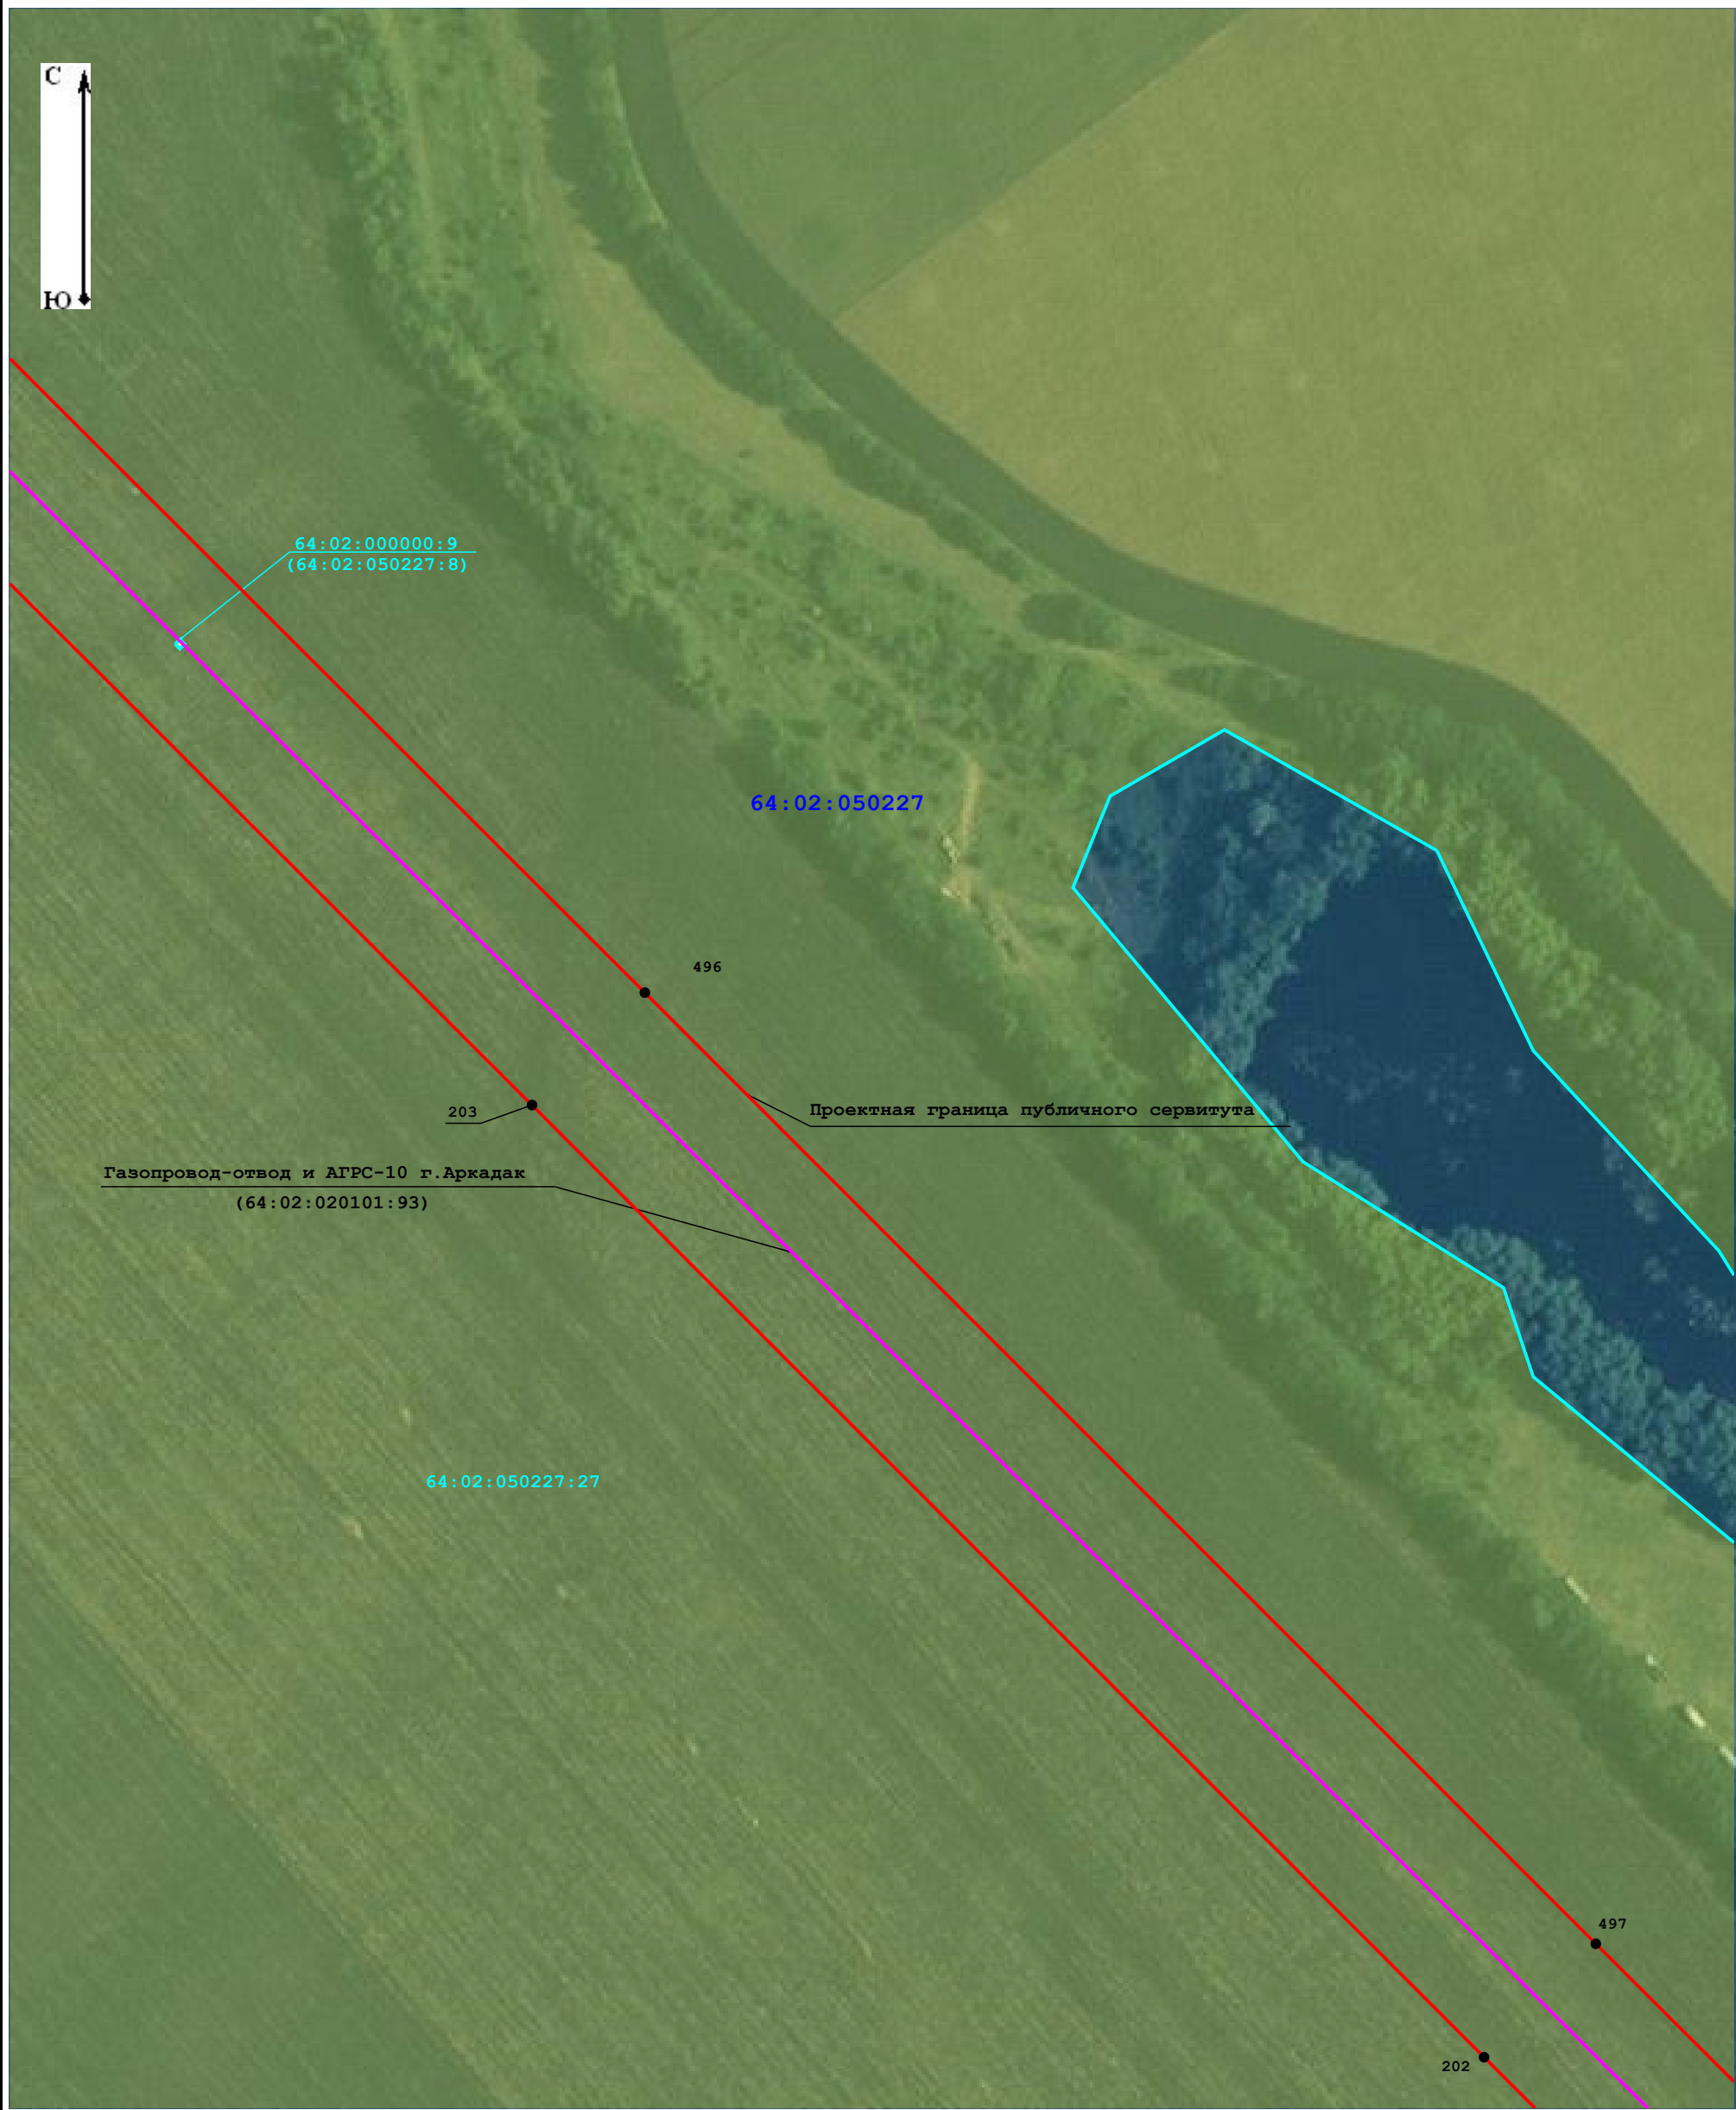 С
Ю
64:02:000000:9
(64:02:050227:8)
64:02:050227
496
203
Проектная граница публичного сервитута
Газопровод-отвод и АГРС-10 г.Аркадак
(64:02:020101:93)
64:02:050227:27
497
202